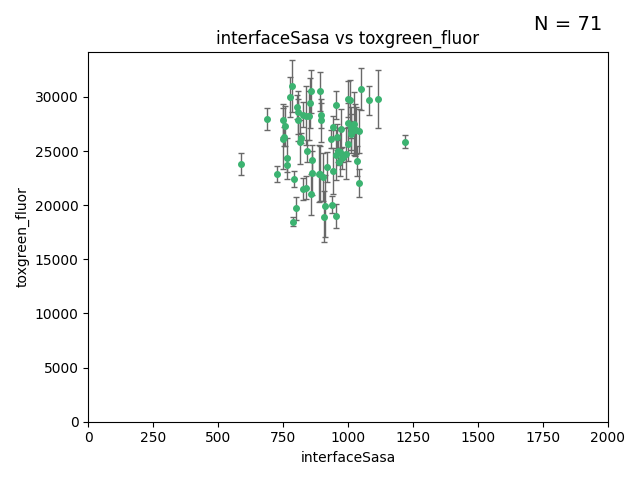 N = 71
interfaceSasa vs toxgreen_fluor
toxgreen_fluor
30000
25000
20000
15000
10000
5000
0
0 250 500 750 1000 1250 1500 1750 2000
interfaceSasa